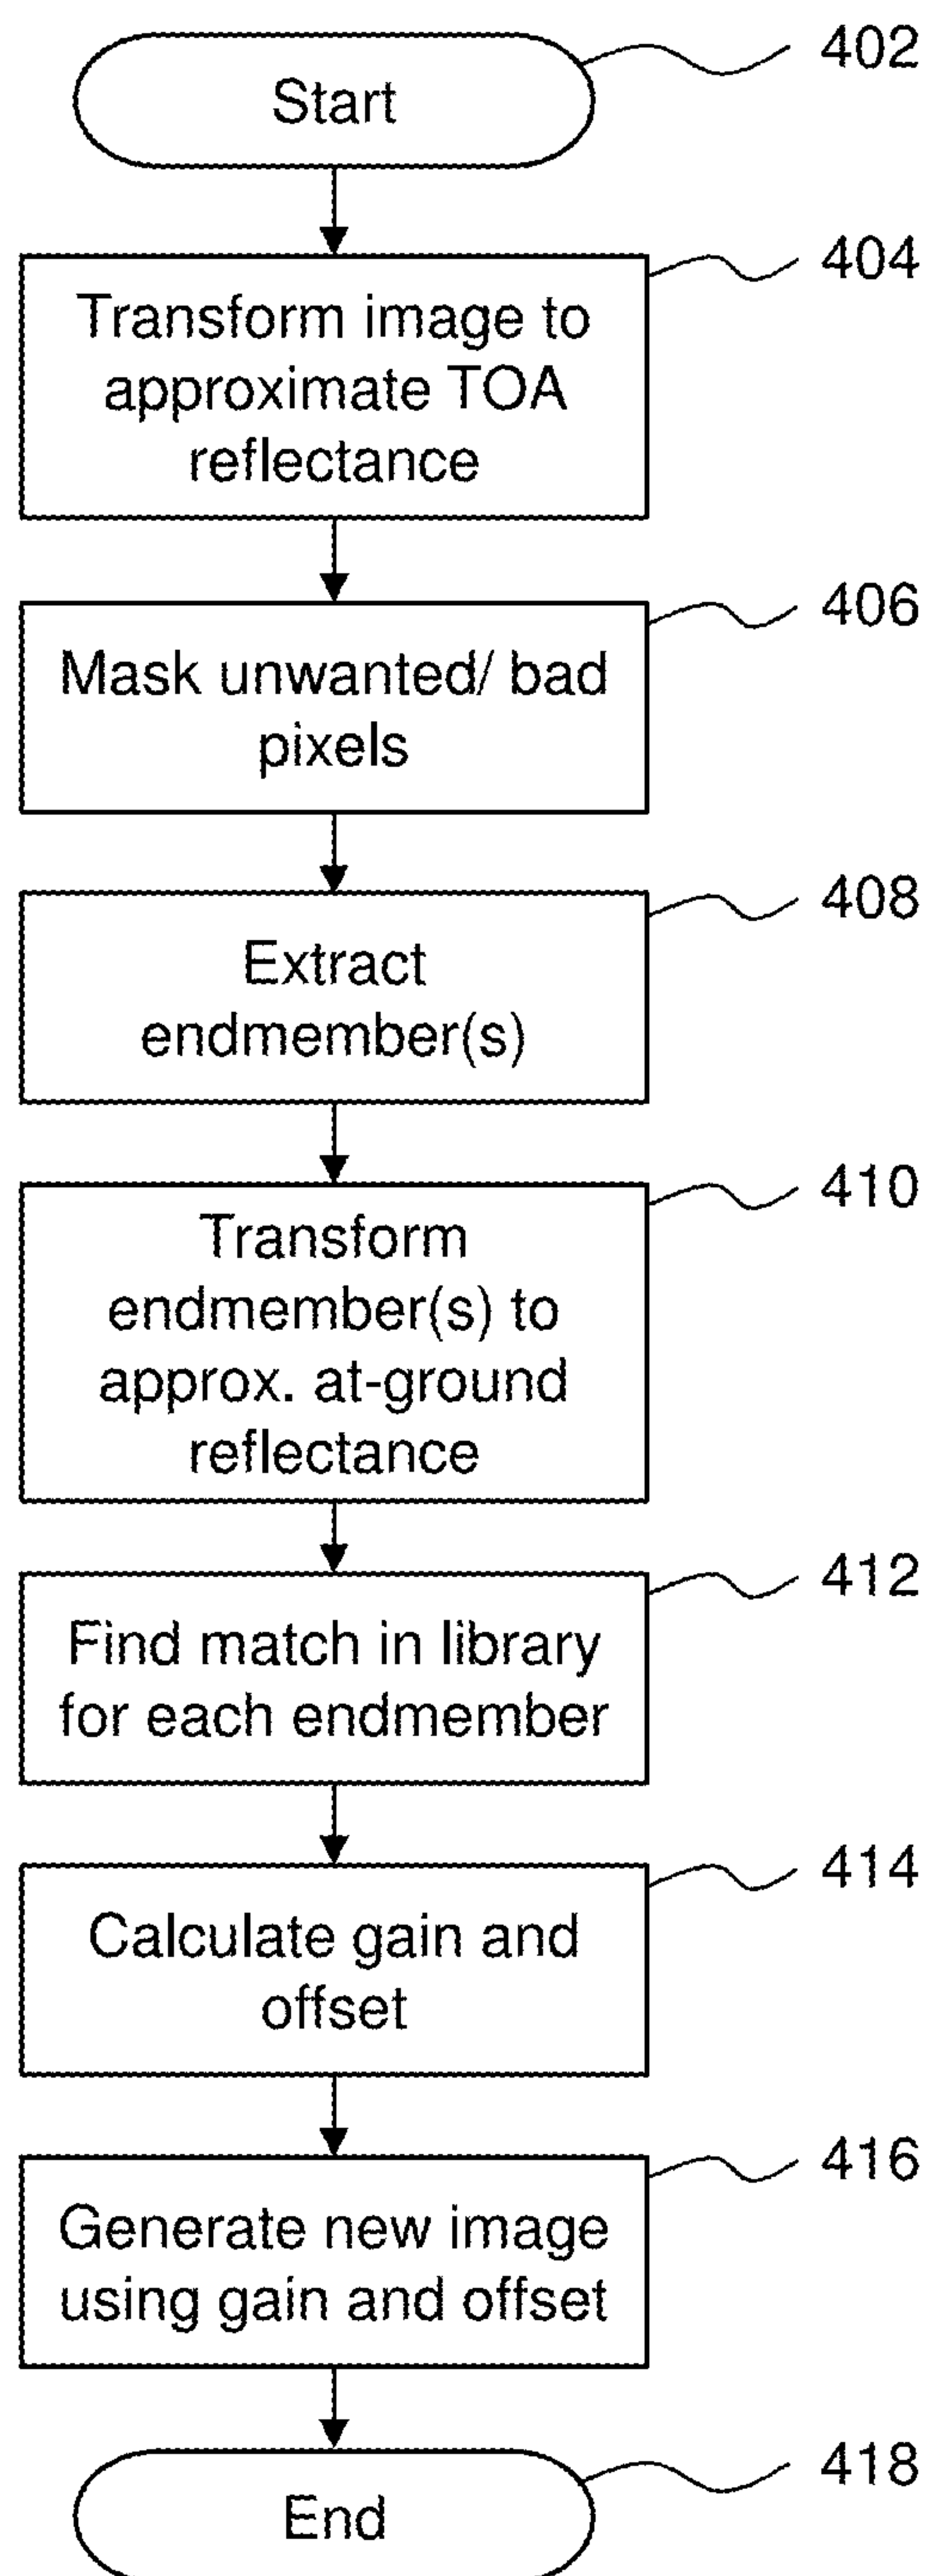 Start
402
Transform image to
approximate TOA
reflectance
404
Mask unwanted/ bad
pixels
406
Extract
endmember(s)
408
Transform
endmember(s) to
approx. at-ground
reflectance
410
Find match in library
for each endmember
412
Calculate gain and
offset
414
Generate new image
using gain and offset
416
End
418